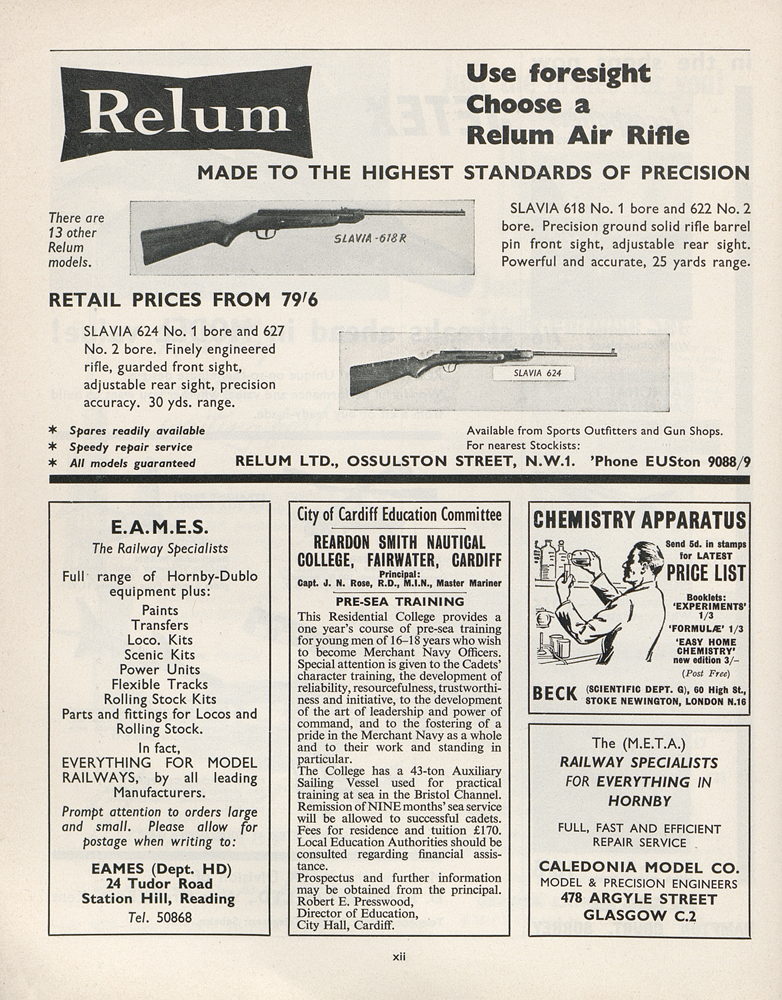 Relum
Use foresight
Choose a
Relum Air Rifle
MADE TO THE HIGHEST STANDARDS OF PRECISION
There are
13 other
Relum
models.
SLAVIA-618R
SLAVIA 618 No. 1 bore and 622 No. 2
bore. Precision ground solid rifle barrel
pin front sight, adjustable rear sight.
Powerful and accurate, 25 yards range.
RETAIL PRICES FROM 79/6
SLAVIA 624 No. 1 bore and 627
No. 2 bore. Finely engineered
rifle, guarded front sight,
adjustable rear sight, precision
accuracy. 30 yds. range.
SLAVIA 624
* Spares readily available
* Speedy repair service
* All models guaranteed
Available from Sports Outfitters and Gun Shops.
For nearest Stockists:
RELUM LTD., OSSULSTON STREET, N.W.1. 'Phone EUSton 9088/9
E.A.M.E.S.
The Railway Specialists
Full range of Hornby-Dublo
equipment plus:
Paints
Transfers
Loco. Kits
Scenic Kits
Power Units
Flexible Tracks
Rolling Stock Kits
Parts and fittings for Locos and
Rolling Stock.
In fact,
EVERYTHING FOR MODEL
RAILWAYS, by all leading
Manufacturers.
Prompt attention to orders large
and small. Please allow for
postage when writing to:
EAMES (Dept. HD)
24 Tudor Road
Station Hill, Reading
Tel. 50868
City of Cardiff Education Committee
REARDON SMITH NAUTICAL
COLLEGE, FAIRWATER, CARDIFF
Principal:
Capt. J. N. Rose, R.D., M.I.N., Master Mariner
PRE-SEA TRAINING
This Residential College provides a
one year's course of pre-sea training
for young men of 16-18 years who wish
to become Merchant Navy Officers.
Special attention is given to the Cadets'
character training, the development of
reliability, resourcefulness, trustworthi-
ness and initiative, to the development
of the art of leadership and power of
command, and to the fostering of a
pride in the Merchant Navy as a whole
and to their work and standing in
particular.
The College has a 43-ton Auxiliary
Sailing Vessel used for practical
training at sea in the Bristol Channel.
Remission of NINE months' sea service
will be allowed to successful cadets.
Fees for residence and tuition £170.
Local Education Authorities should be
consulted regarding financial assis-
tance.
Prospectus and further information
may be obtained from the principal.
Robert E. Presswood,
Director of Education,
City Hall, Cardiff.
CHEMISTRY APPARATUS
Send 5d. in stamps
for LATEST
PRICE LIST
Booklets:
'EXPERIMENTS'
1/3
'FORMULÆ' 1/3
'EASY HOME
CHEMISTRY'
new edition 3/-
(Post Free)
BECK (SCIENTIFIC DEPT. G), 60 High St.,
STOKE NEWINGTON, LONDON N.16
The (M.E.T.A.)
RAILWAY SPECIALISTS
FOR EVERYTHING IN
HORNBY
FULL, FAST AND EFFICIENT
REPAIR SERVICE
CALEDONIA MODEL CO.
MODEL & PRECISION ENGINEERS
478 ARGYLE STREET
GLASGOW C.2
xii